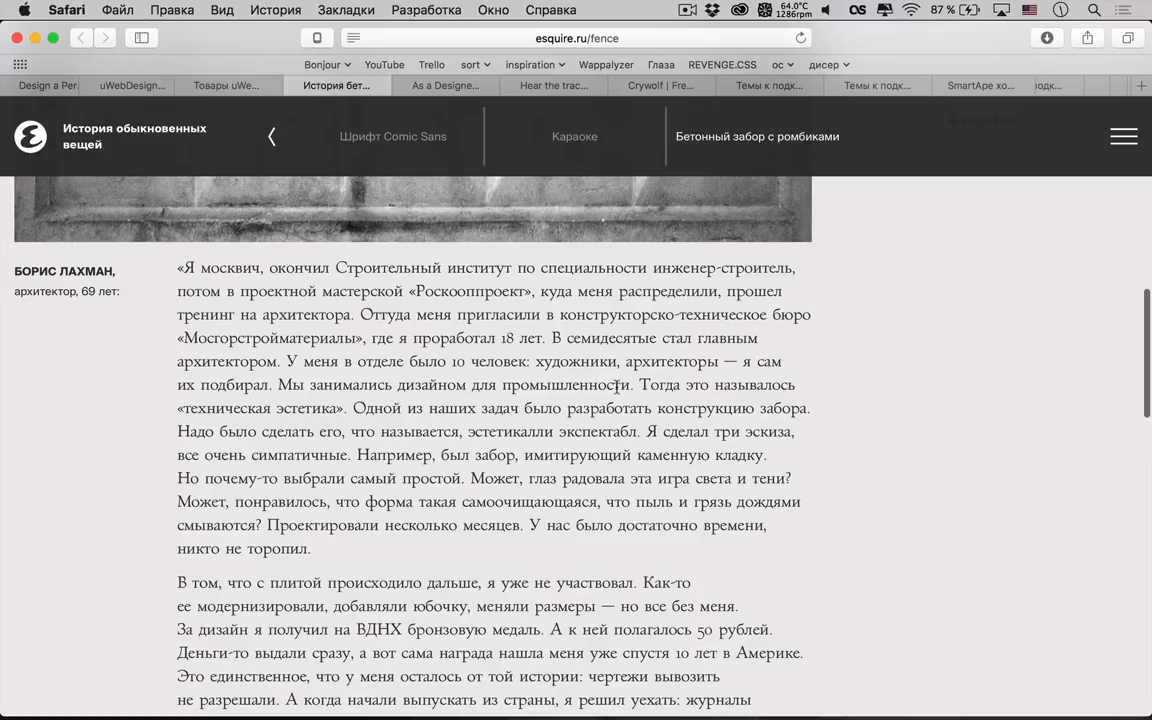 Safari Файл Правка Вид История Закладки Разработка Окно Справка 64,0°C 1286rpm OS 87 %
esquire.ru/fence
Bonjour YouTube Trello sort inspiration Wappalyzer Глаза REVENGE.CSS ос дисер
Design a Per uWebDesign... Товары uWe... История бет... As a Designe... Hear the trac... Crywolf | Fre... Темы к подк... Темы к подк... SmartApe хо... одк...
История обыкновенных
вещей
Шрифт Comic Sans Караоке Бетонный забор с ромбиками
БОРИС ЛАХМАН,
архитектор, 69 лет:
«Я москвич, окончил Строительный институт по специальности инженер-строитель,
потом в проектной мастерской «Роскооппроект», куда меня распределили, прошел
тренинг на архитектора. Оттуда меня пригласили в конструкторско-техническое бюро
«Мосгорстройматериалы», где я проработал 18 лет. В семидесятые стал главным
архитектором. У меня в отделе было 10 человек: художники, архитекторы — я сам
их подбирал. Мы занимались дизайном для промышленности. Тогда это называлось
«техническая эстетика». Одной из наших задач было разработать конструкцию забора.
Надо было сделать его, что называется, эстетикалли экспектабл. Я сделал три эскиза,
все очень симпатичные. Например, был забор, имитирующий каменную кладку.
Но почему-то выбрали самый простой. Может, глаз радовала эта игра света и тени?
Может, понравилось, что форма такая самоочищающаяся, что пыль и грязь дождями
смываются? Проектировали несколько месяцев. У нас было достаточно времени,
никто не торопил.
В том, что с плитой происходило дальше, я уже не участвовал. Как-то
ее модернизировали, добавляли юбочку, меняли размеры — но все без меня.
За дизайн я получил на ВДНХ бронзовую медаль. А к ней полагалось 50 рублей.
Деньги-то выдали сразу, а вот сама награда нашла меня уже спустя 10 лет в Америке.
Это единственное, что у меня осталось от той истории: чертежи вывозить
не разрешали. А когда начали выпускать из страны, я решил уехать: журналы